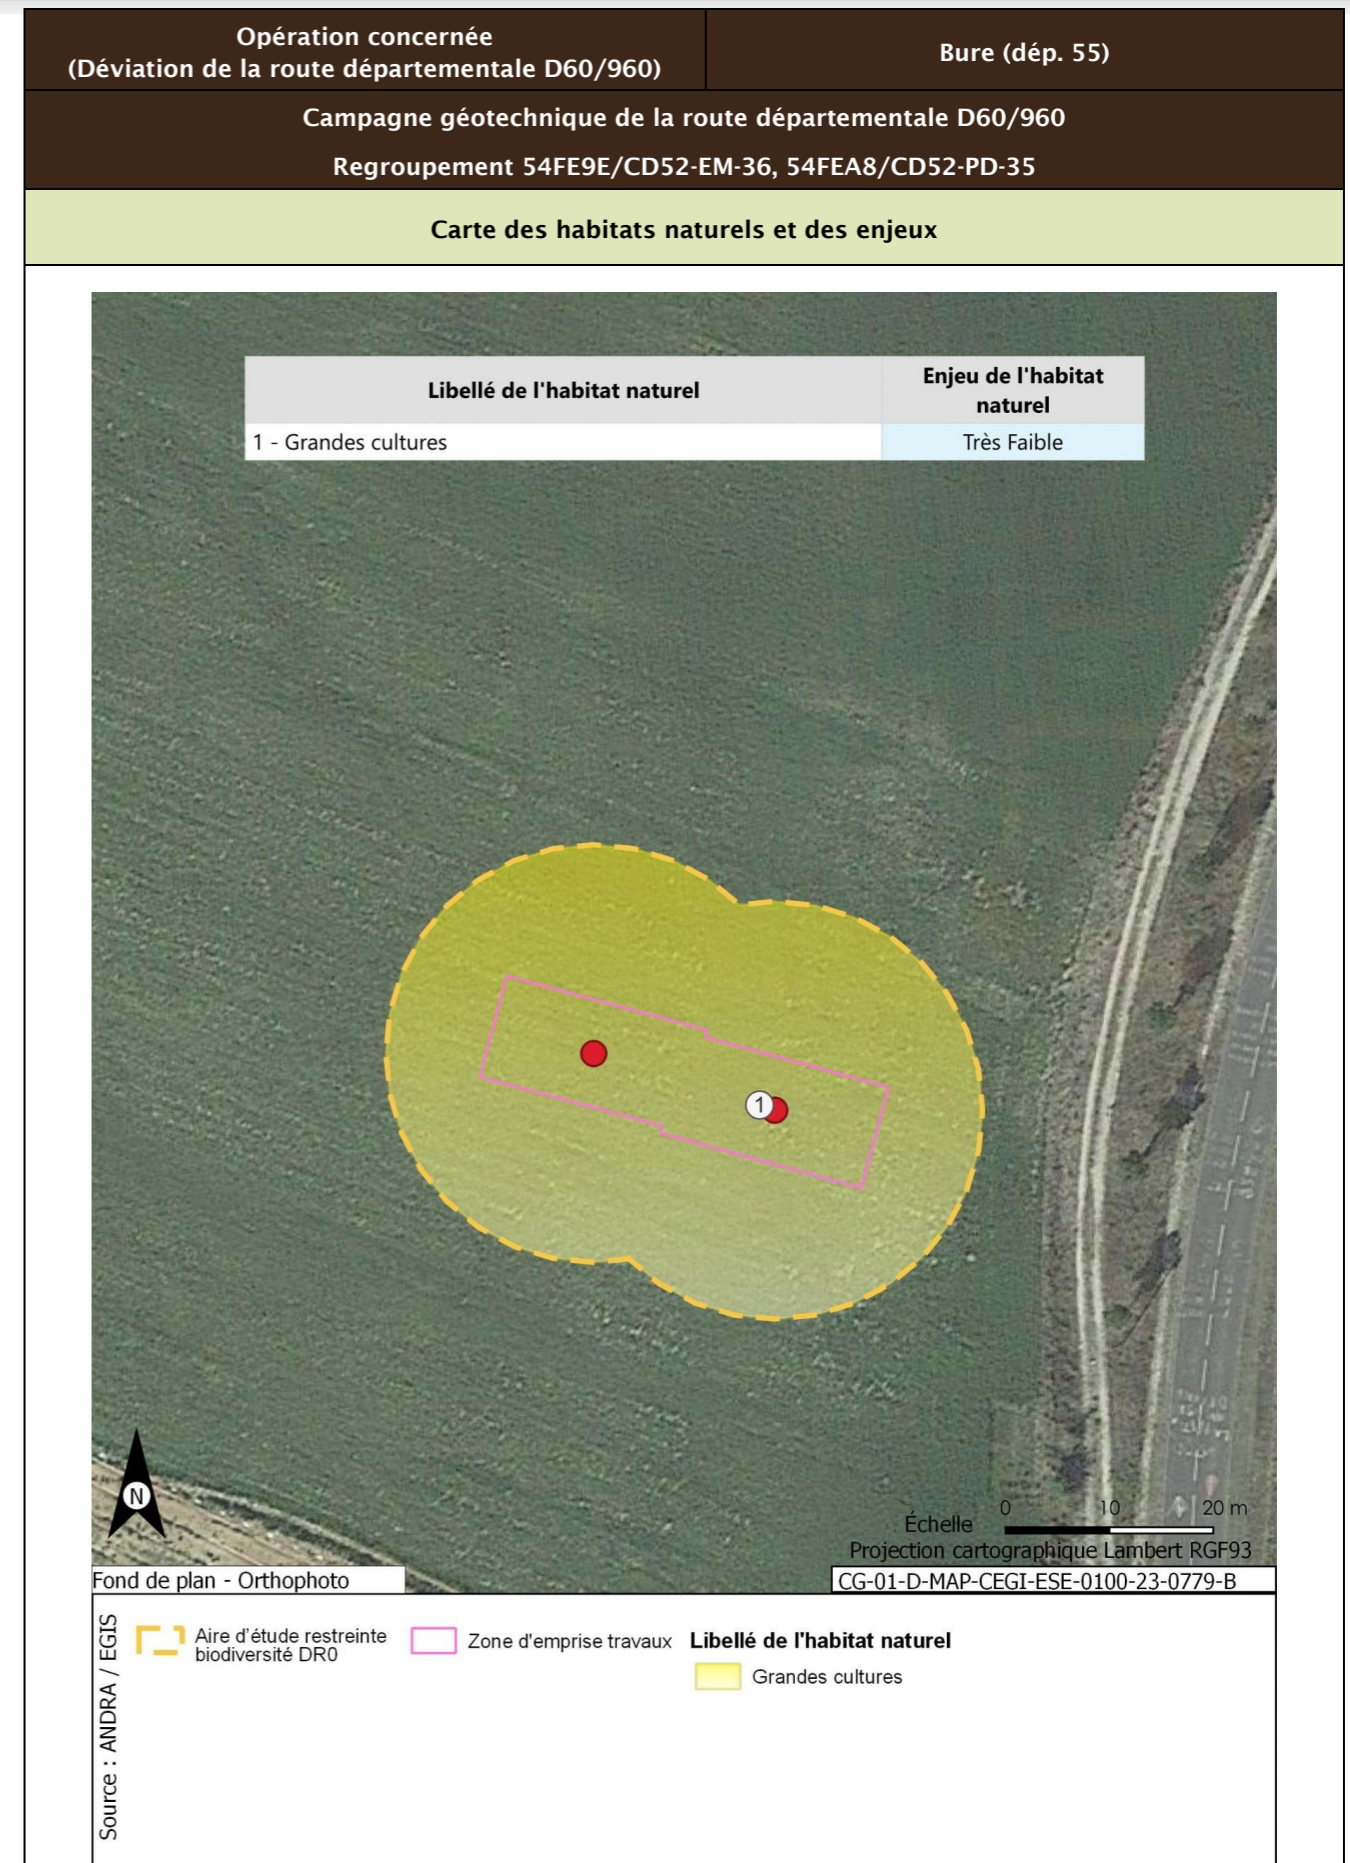 Opération concernée
(Déviation de la route départementale D60/960)
Bure (dép. 55)
Campagne géotechnique de la route départementale D60/960
Regroupement 54FE9E/CD52-EM-36, 54FEA8/CD52-PD-35
Carte des habitats naturels et des enjeux
Libellé de l'habitat naturel
Enjeu de l'habitat
naturel
1 - Grandes cultures
Très Faible
1
N
0 10 20 m
Échelle
Projection cartographique Lambert RGF93
Fond de plan - Orthophoto
CG-01-D-MAP-CEGI-ESE-0100-23-0779-B
Source : ANDRA / EGIS
Aire d'étude restreinte
biodiversité DR0
Zone d'emprise travaux
Libellé de l'habitat naturel
Grandes cultures